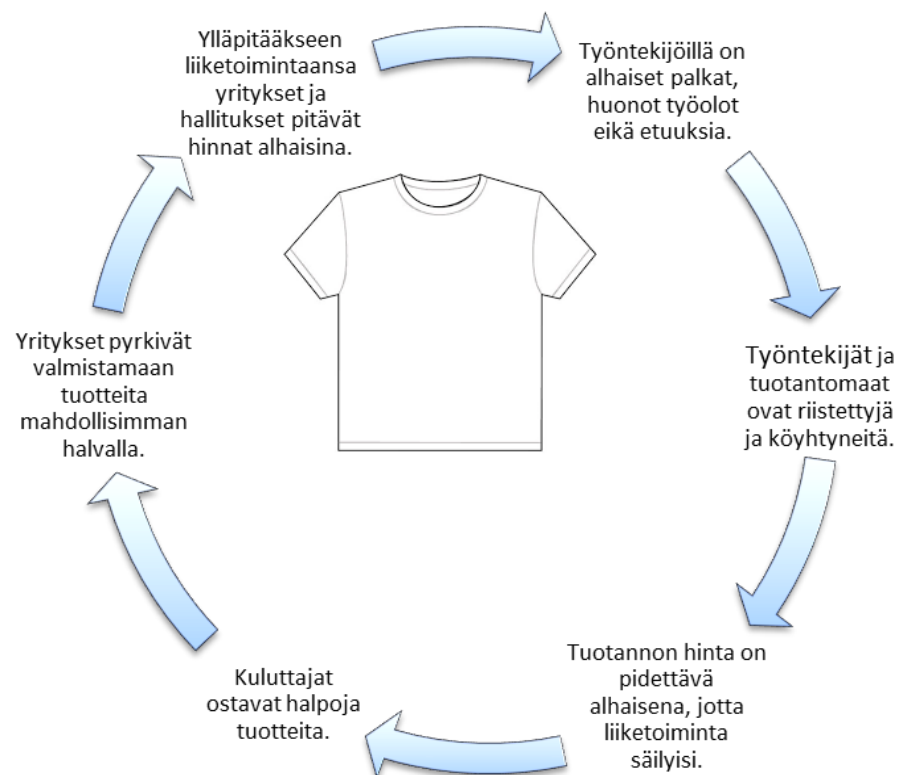 Ylläpitääkseen
liiketoimintaansa
yritykset ja
hallitukset pitävät
hinnat alhaisina.
Työntekijöillä on
alhaiset palkat,
huonot työolot
eikä etuuksia.
Työntekijät ja
tuotantomaat
ovat riistettyjä
ja köyhtyneitä.
Tuotannon hinta on
pidettävä
alhaisena, jotta
liiketoiminta
säilyisi.
Kuluttajat
ostavat halpoja
tuotteita.
Yritykset pyrkivät
valmistamaan
tuotteita
mahdollisimman
halvalla.